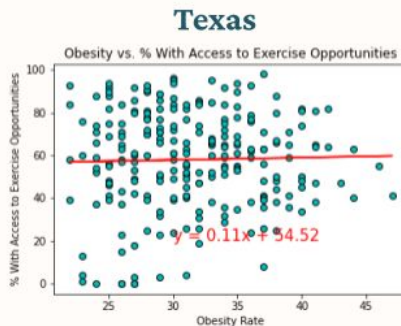 Texas
Obesity vs. % With Access to Exercise Opportunities
100
80
60
40
20
0
% With Access to Exercise Opportunities
y = 0.11x + 54.52
25
30
35
40
45
Obesity Rate